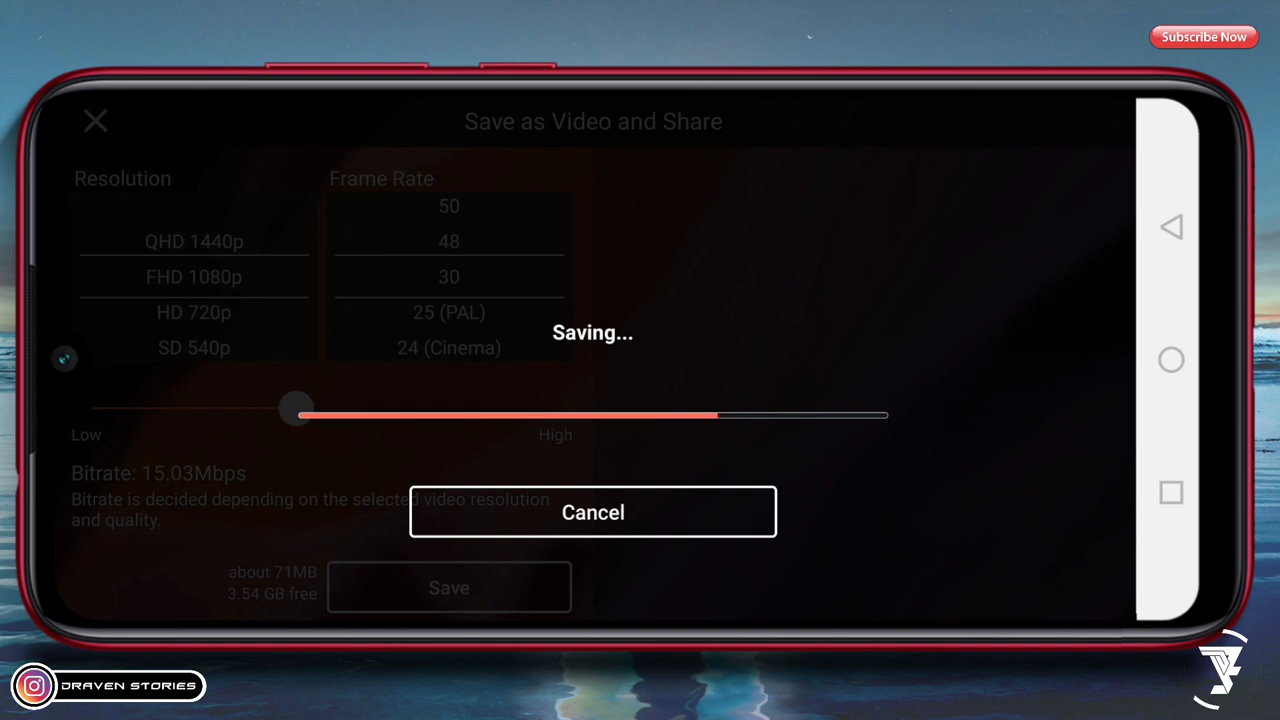 Subscribe Now
Save as Video and Share
Resolution
Frame Rate
50
QHD 1440p
48
FHD 1080p
30
HD 720p
25 (PAL)
SD 540p
24 (Cinema)
Saving...
Low
High
Bitrate: 15.03Mbps
Bitrate is decided depending on the selected video resolution
and quality.
Cancel
about 71MB
3.54 GB free
Save
DRAVEN STORIES